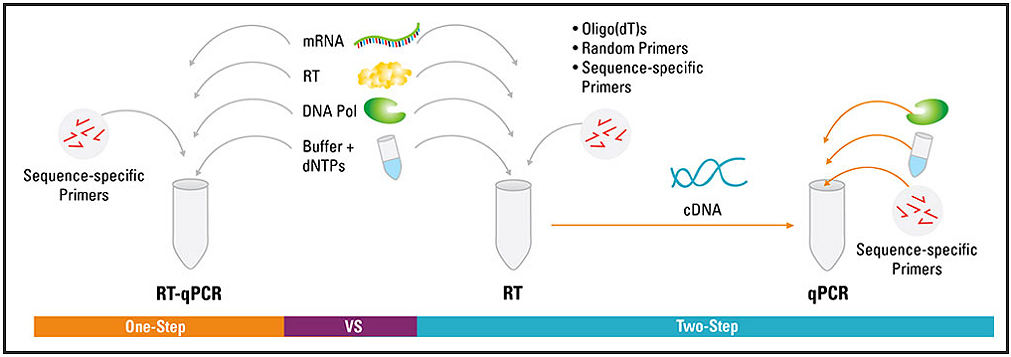 mRNA
RT
DNA Pol
Buffer +
dNTPs
Sequence-specific
Primers
• Oligo(dT)s
• Random Primers
• Sequence-specific
Primers
cDNA
Sequence-specific
Primers
RT-qPCR
RT
qPCR
One-Step
VS
Two-Step